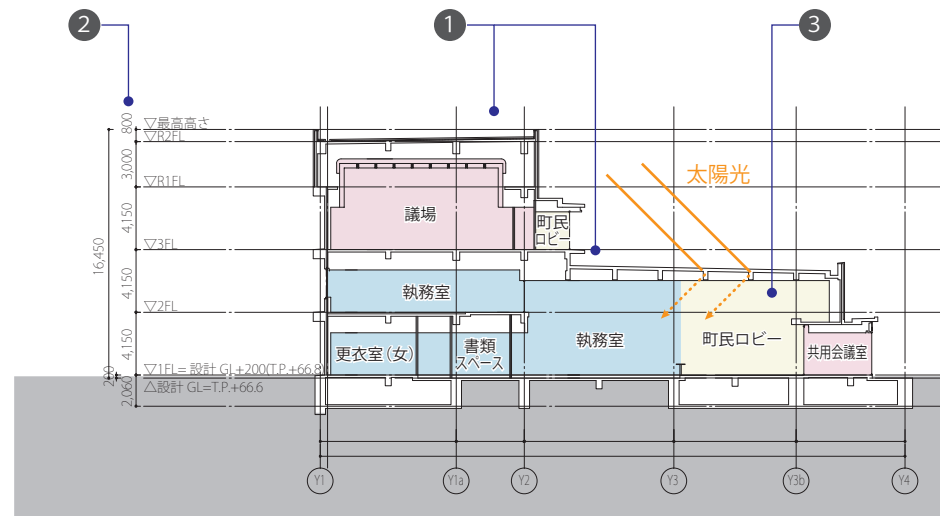 2
1
3
800
▽最高高さ
▽R2FL
3,000
太陽光
▽R1FL
議場
町民
ロビー
4,150
▽3FL
16,450
4,150
執務室
▽2FL
4,150
更衣室（女）
書類
スペース
執務室
町民ロビー
共用会議室
▽1FL= 設計 GL+200(T.P.+66.8)
200
△設計 GL=T.P.+66.6
2,060
Y1
Y1a
Y2
Y3
Y3b
Y4